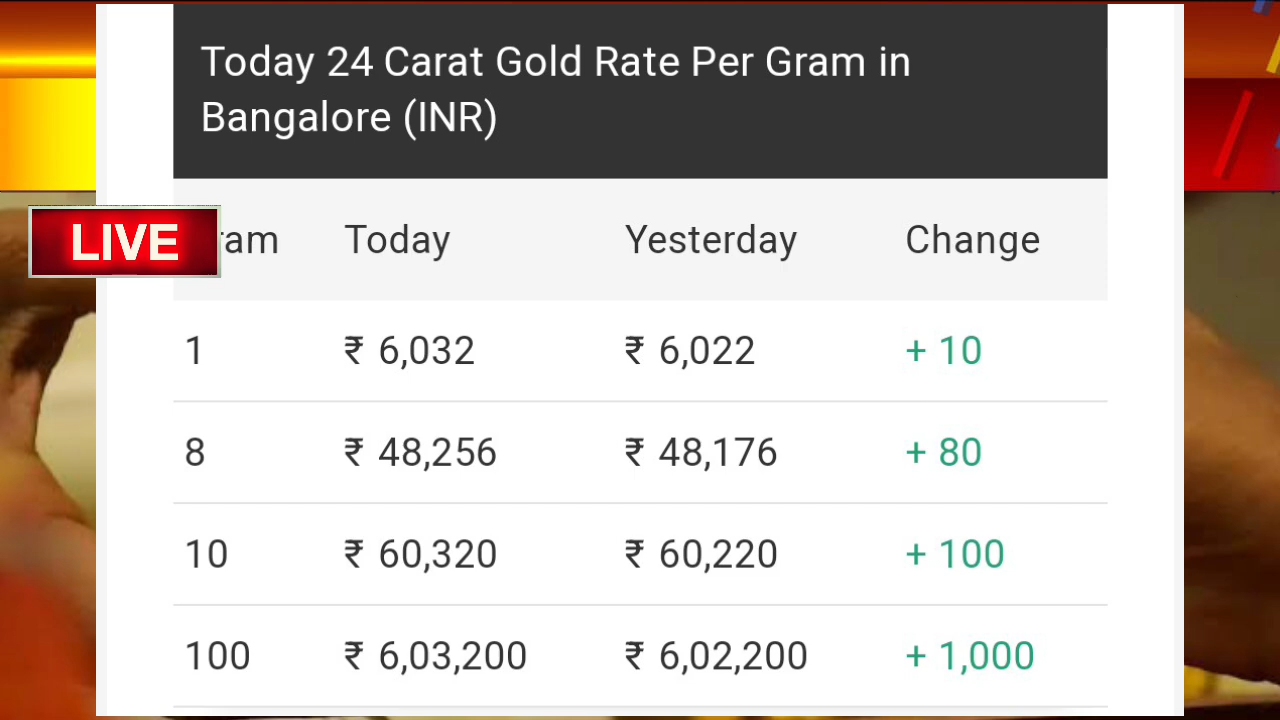 Today 24 Carat Gold Rate Per Gram in
Bangalore (INR)
LIVE
ram Today Yesterday Change
1 ₹ 6,032 ₹ 6,022 + 10
8 ₹ 48,256 ₹ 48,176 + 80
10 ₹ 60,320 ₹ 60,220 + 100
100 ₹ 6,03,200 ₹ 6,02,200 + 1,000